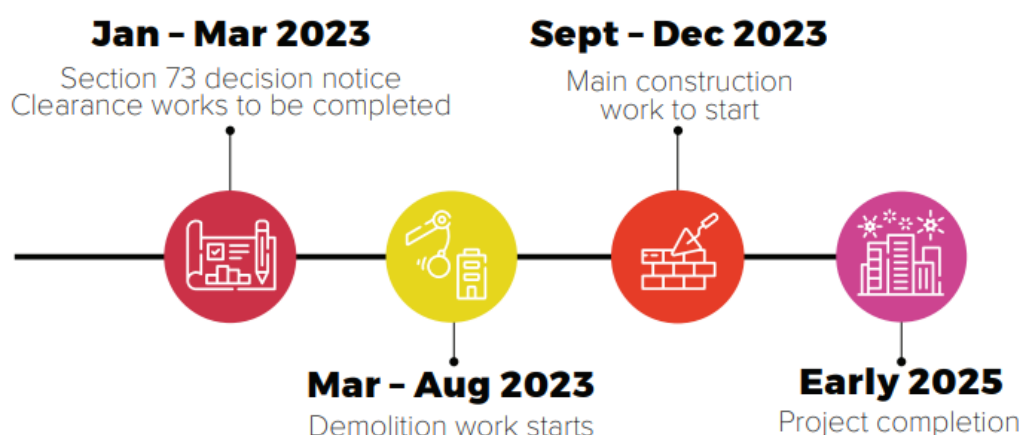 Jan – Mar 2023
Section 73 decision notice
Clearance works to be completed
Mar – Aug 2023
Demolition work starts
Sept – Dec 2023
Main construction
work to start
Early 2025
Project completion